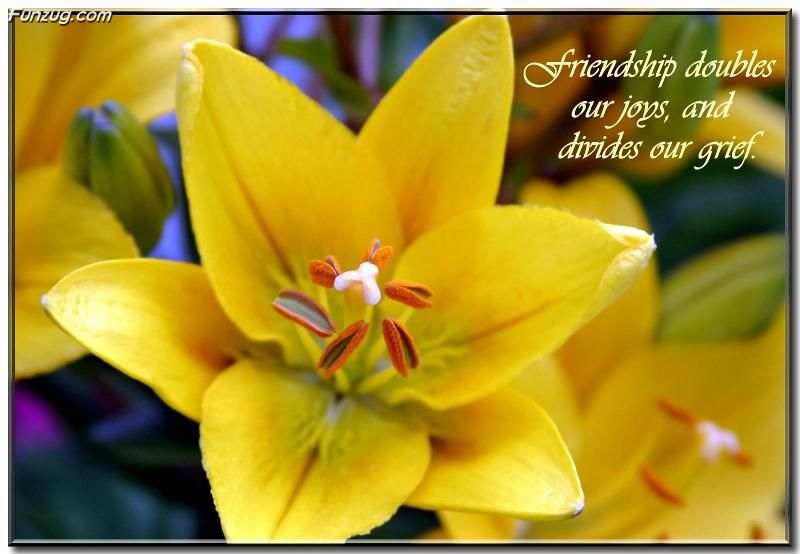 Funzug.com
Friendship doubles
our joys, and
divides our grief.